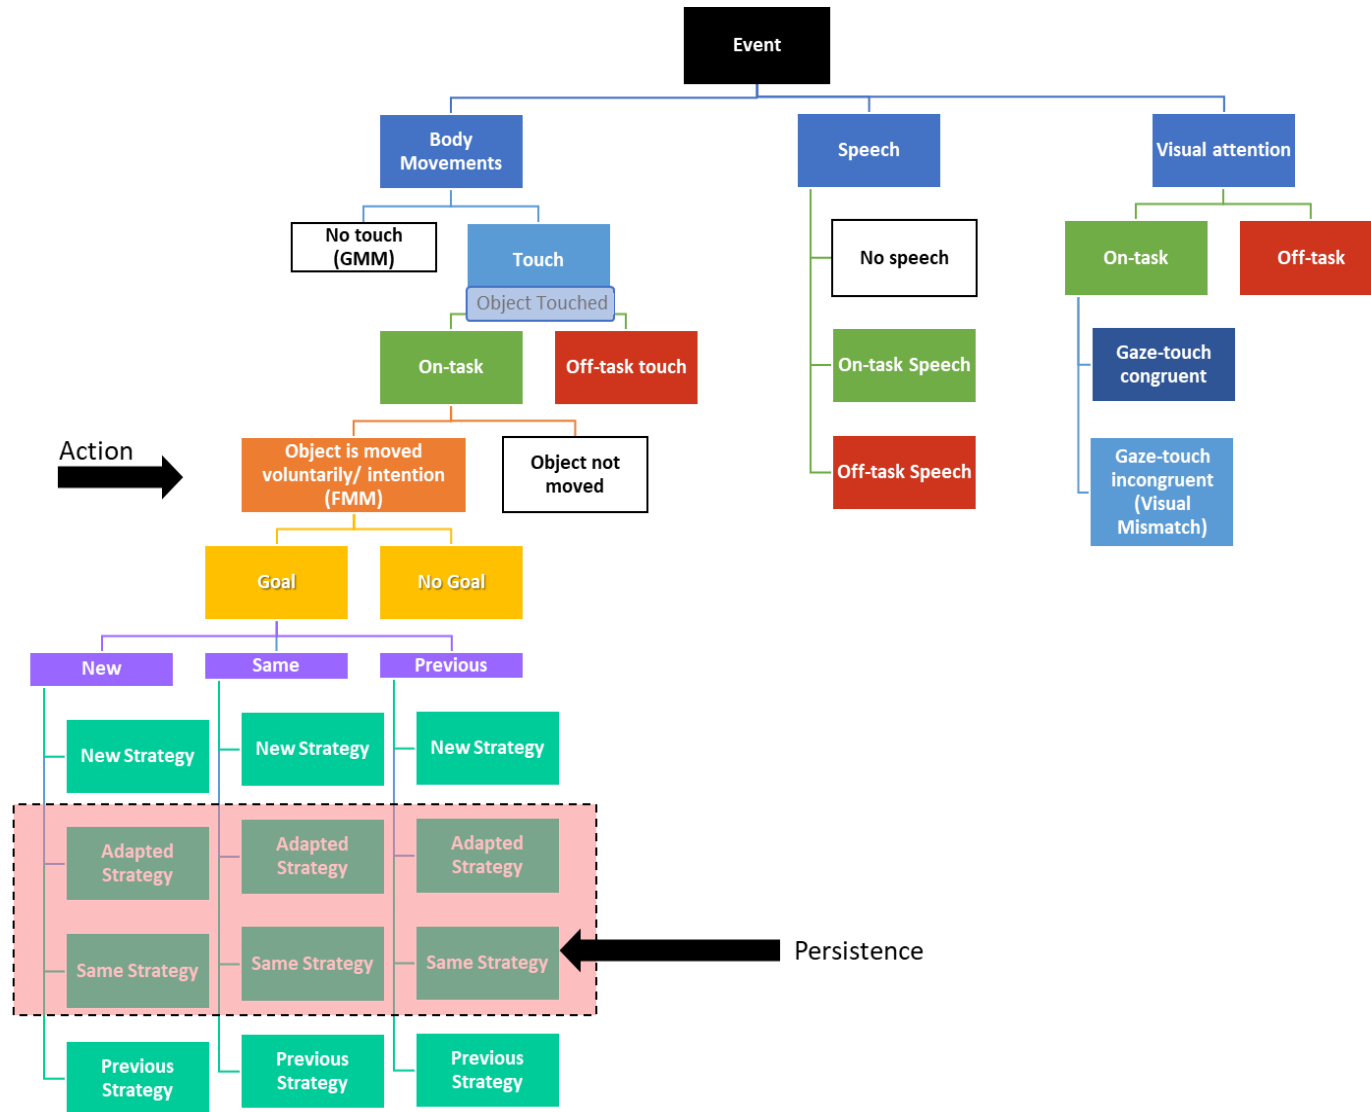 Event
Body
Movements
Speech
Visual attention
No touch
(GMM)
Touch
Object Touched
No speech
On-task
Off-task
On-task
Off-task touch
On-task Speech
Gaze-touch
congruent
Action
Object is moved
voluntarily/ intention
(FMM)
Object not
moved
Off-task Speech
Gaze-touch
incongruent
(Visual
Mismatch)
Goal
No Goal
New
Same
Previous
New Strategy
New Strategy
New Strategy
Adapted
Strategy
Adapted
Strategy
Adapted
Strategy
Same Strategy
Same Strategy
Same Strategy
Persistence
Previous
Strategy
Previous
Strategy
Previous
Strategy